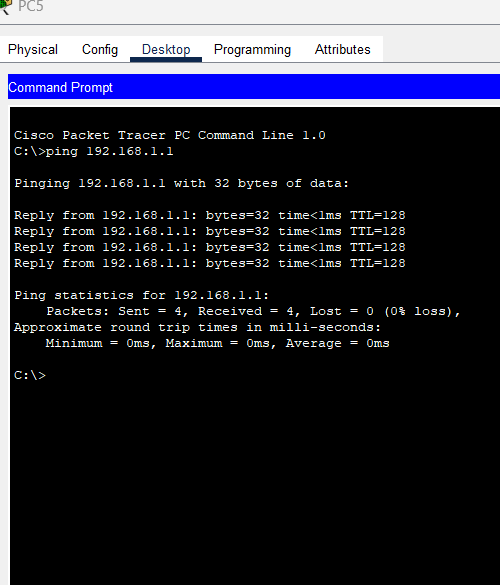 PC5
Physical Config Desktop Programming Attributes
Command Prompt
Cisco Packet Tracer PC Command Line 1.0
C:\>ping 192.168.1.1
Pinging 192.168.1.1 with 32 bytes of data:
Reply from 192.168.1.1: bytes=32 time<1ms TTL=128
Reply from 192.168.1.1: bytes=32 time<1ms TTL=128
Reply from 192.168.1.1: bytes=32 time<1ms TTL=128
Reply from 192.168.1.1: bytes=32 time<1ms TTL=128
Ping statistics for 192.168.1.1:
Packets: Sent = 4, Received = 4, Lost = 0 (0% loss),
Approximate round trip times in milli-seconds:
Minimum = 0ms, Maximum = 0ms, Average = 0ms
C:\>